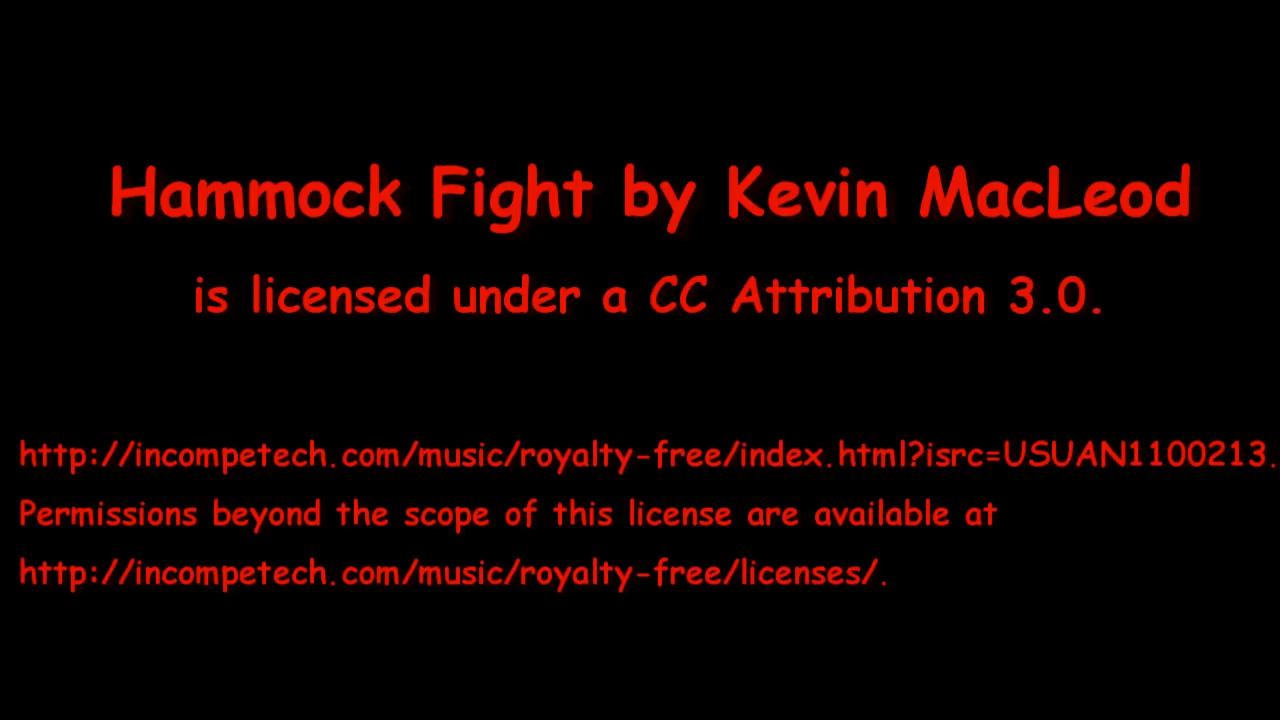 Hammock Fight by Kevin MacLeod
is licensed under a CC Attribution 3.0.
http://incompetech.com/music/royalty-free/index.html?isrc=USUAN1100213.
Permissions beyond the scope of this license are available at
http://incompetech.com/music/royalty-free/licenses/.